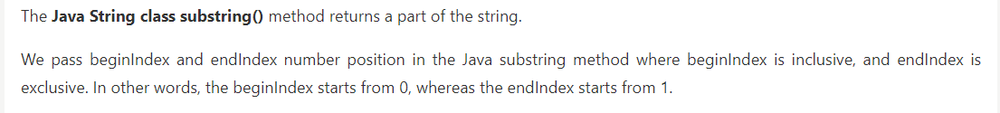 The Java String class substring() method returns a part of the string.
We pass beginIndex and endIndex number position in the Java substring method where beginIndex is inclusive, and endIndex is
exclusive. In other words, the beginIndex starts from 0, whereas the endIndex starts from 1.